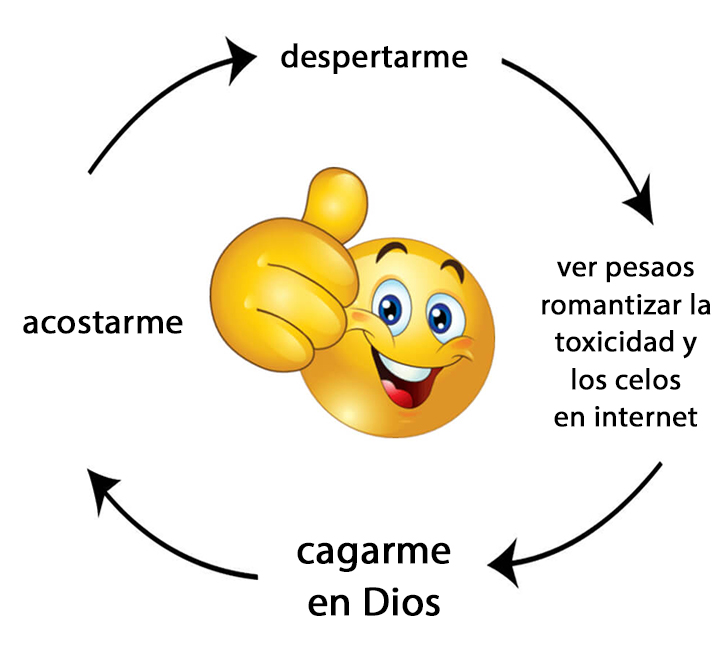 despertarme
ver pesaos
romantizar la
toxicidad y
los celos
en internet
cagarme
en Dios
acostarme